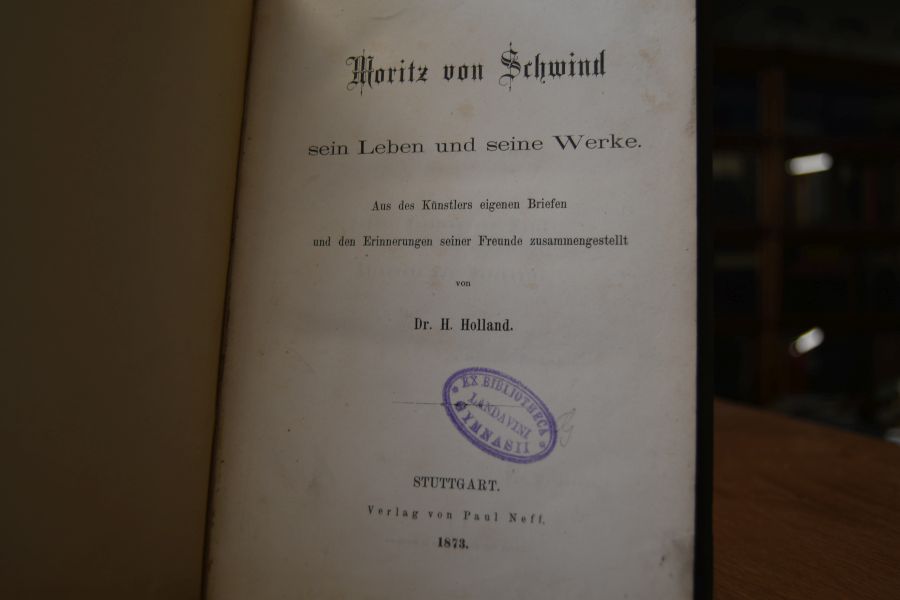 Moritz von Schwind
sein Leben und seine Werke.
Aus des Künstlers eigenen Briefen
und den Erinnerungen seiner Freunde zusammengestellt
von
Dr. H. Holland.
EX BIBLIOTHECA
LANDAVINI
GYMNASII
STUTTGART.
Verlag von Paul Neff.
1873.